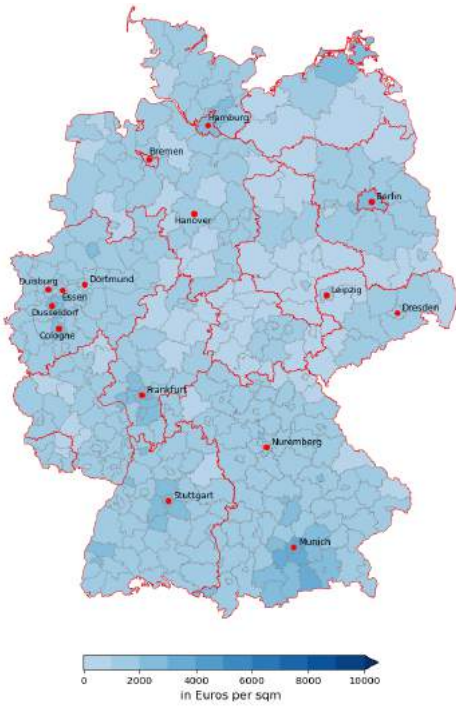 Hamburg
Bremen
Berlin
Hanover
Duisburg
Dortmund
Essen
Dusseldorf
Cologne
Leipzig
Dresden
Frankfurt
Nuremberg
Stuttgart
Munich
0 2000 4000 6000 8000 10000
in Euros per sqm